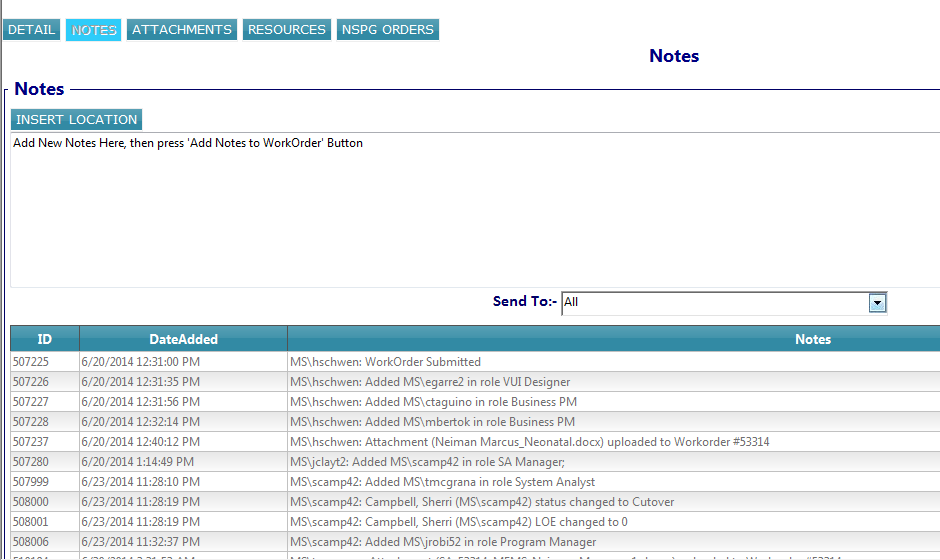 DETAIL NOTES ATTACHMENTS RESOURCES NSPG ORDERS
Notes
Notes
INSERT LOCATION
Add New Notes Here, then press 'Add Notes to WorkOrder' Button
Send To:- All
ID DateAdded Notes
507225 6/20/2014 12:31:00 PM MS\hschwen: WorkOrder Submitted
507226 6/20/2014 12:31:35 PM MS\hschwen: Added MS\egarre2 in role VUI Designer
507227 6/20/2014 12:31:56 PM MS\hschwen: Added MS\ctaguino in role Business PM
507228 6/20/2014 12:32:14 PM MS\hschwen: Added MS\mbertok in role Business PM
507237 6/20/2014 12:40:12 PM MS\hschwen: Attachment (Neiman Marcus_Neonatal.docx) uploaded to Workorder #53314
507280 6/20/2014 1:14:49 PM MS\jclayt2: Added MS\scamp42 in role SA Manager;
507999 6/23/2014 11:28:10 PM MS\scamp42: Added MS\tmcgrana in role System Analyst
508000 6/23/2014 11:28:19 PM MS\scamp42: Campbell, Sherri (MS\scamp42) status changed to Cutover
508001 6/23/2014 11:28:19 PM MS\scamp42: Campbell, Sherri (MS\scamp42) LOE changed to 0
508006 6/23/2014 11:32:37 PM MS\scamp42: Added MS\jrobi52 in role Program Manager